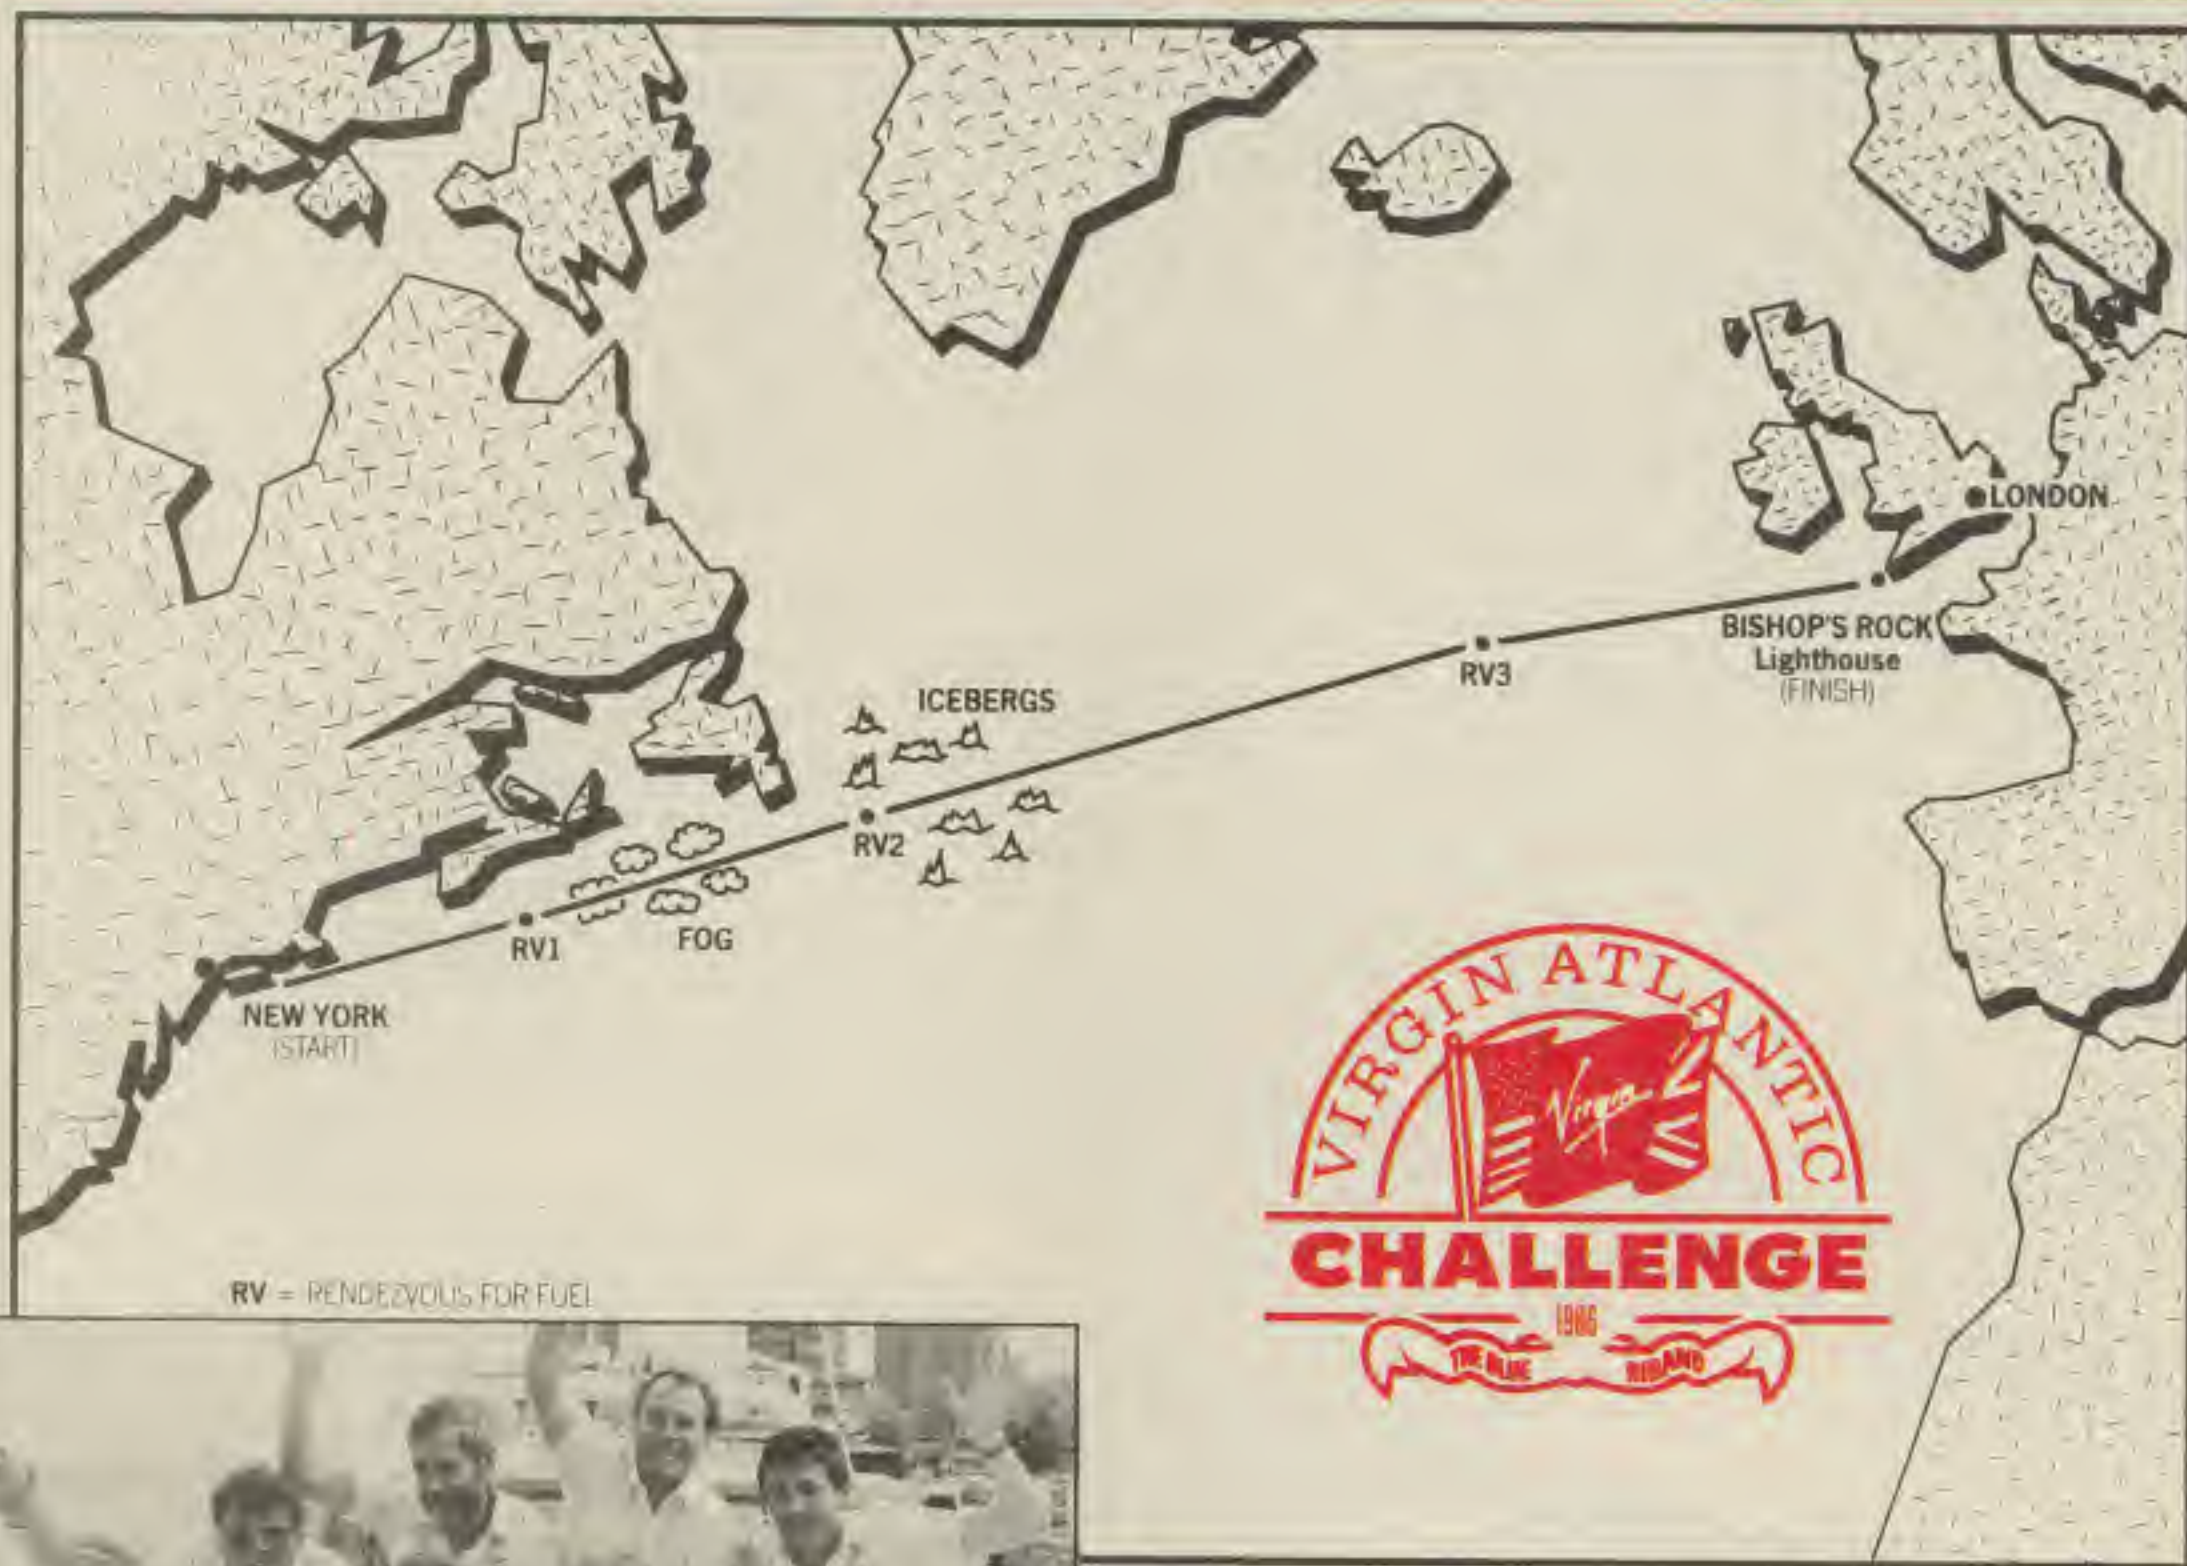 LONDON
BISHOP'S ROCK
Lighthouse
(FINISH)
RV3
ICEBERGS
RV2
FOG
RV1
NEW YORK
(START)
VIRGIN ATLANTIC
Virgin
CHALLENGE
1986
THE BLUE RIBAND
RV = RENDEZVOUS FOR FUEL